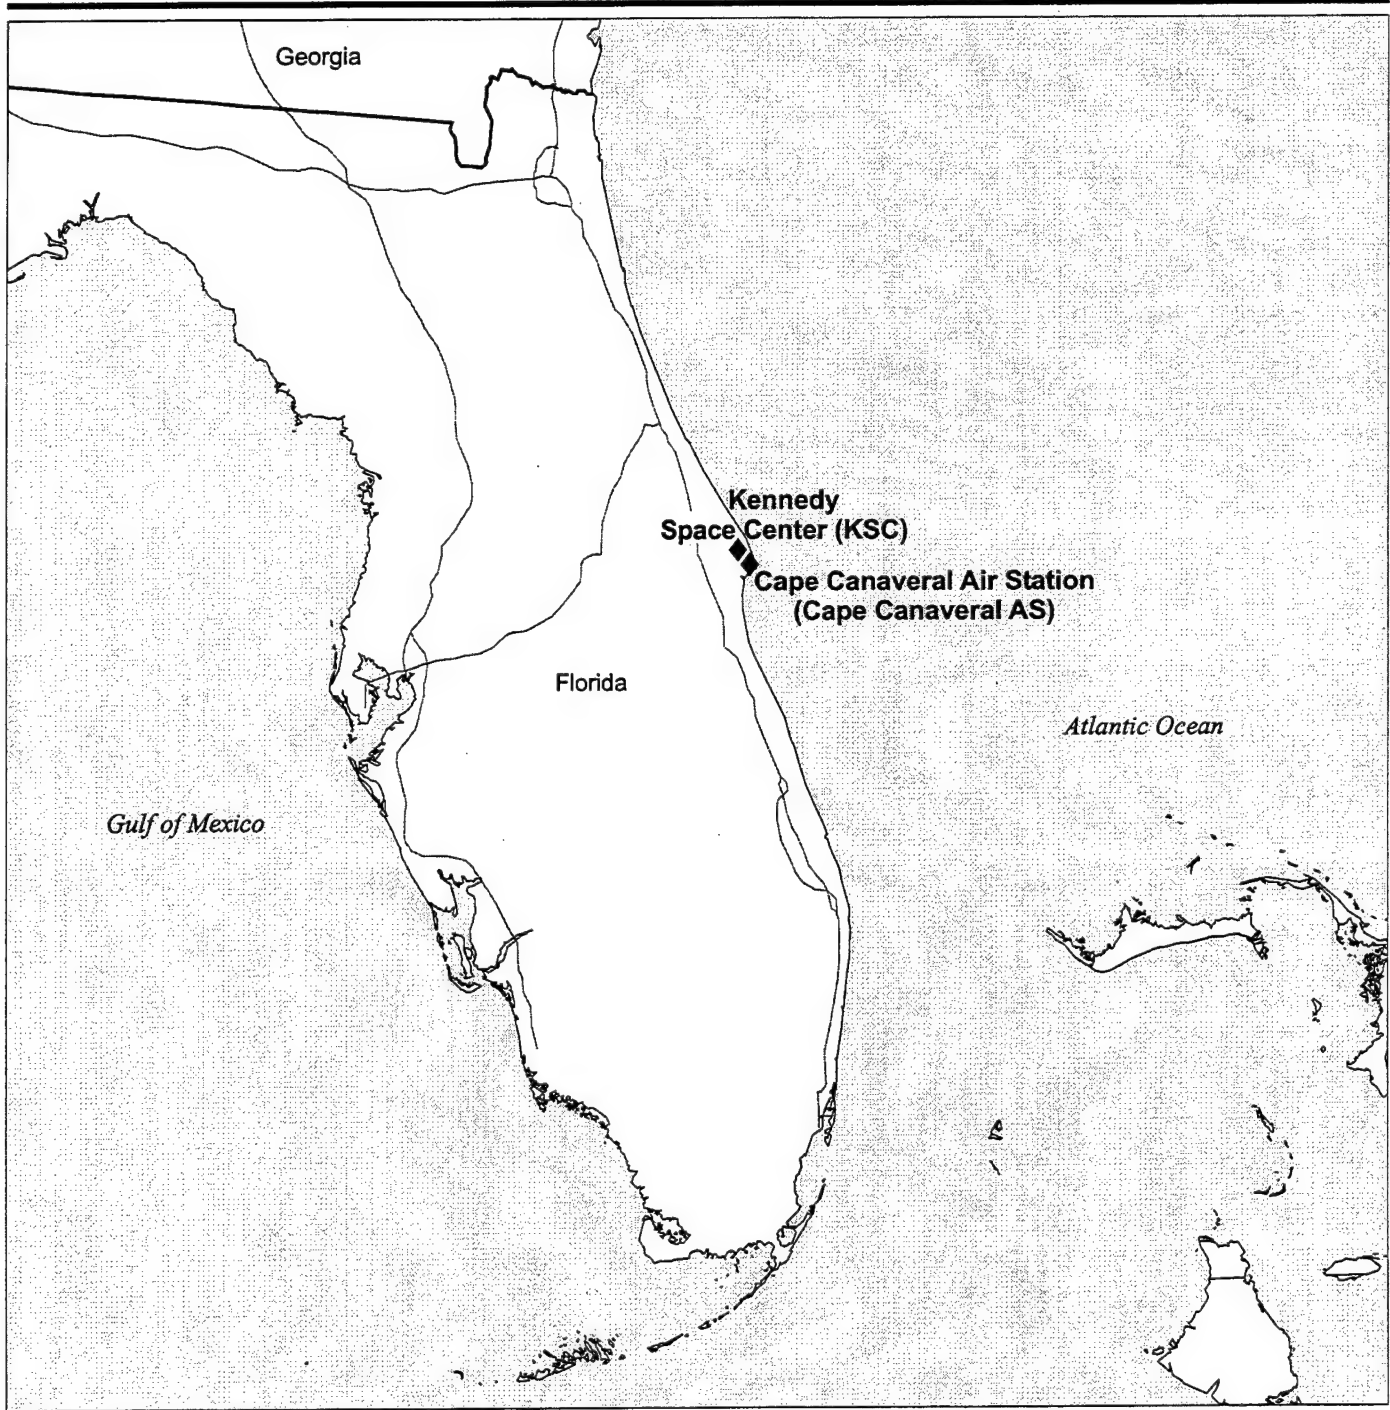 Georgia
Kennedy
Space Center (KSC)
Cape Canaveral Air Station
(Cape Canaveral AS)
Florida
Atlantic Ocean
Gulf of Mexico